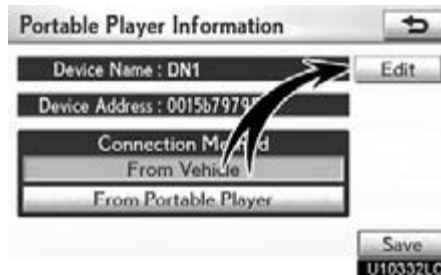 Portable Player Information
Device Name : DN1
Edit
Device Address : 0015b7979
Connection
From Vehicle
From Portable Player
Save
U10332LC